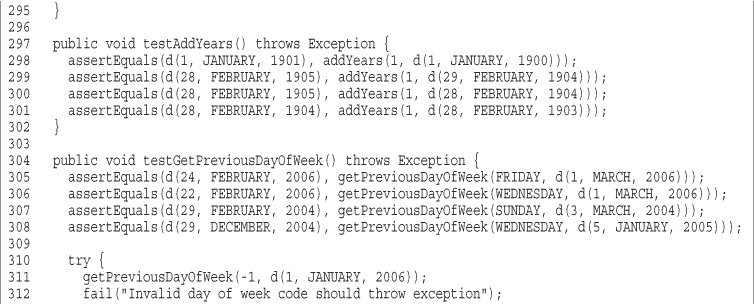 295 }
296
297 public void testAddYears() throws Exception {
298 assertEquals(d(1, JANUARY, 1901), addYears(1, d(1, JANUARY, 1900)));
299 assertEquals(d(28, FEBRUARY, 1905), addYears(1, d(29, FEBRUARY, 1904)));
300 assertEquals(d(28, FEBRUARY, 1905), addYears(1, d(28, FEBRUARY, 1904)));
301 assertEquals(d(28, FEBRUARY, 1904), addYears(1, d(28, FEBRUARY, 1903)));
302 }
303
304 public void testGetPreviousDayOfWeek() throws Exception {
305 assertEquals(d(24, FEBRUARY, 2006), getPreviousDayOfWeek(FRIDAY, d(1, MARCH, 2006)));
306 assertEquals(d(22, FEBRUARY, 2006), getPreviousDayOfWeek(WEDNESDAY, d(1, MARCH, 2006)));
307 assertEquals(d(29, FEBRUARY, 2004), getPreviousDayOfWeek(SUNDAY, d(3, MARCH, 2004)));
308 assertEquals(d(29, DECEMBER, 2004), getPreviousDayOfWeek(WEDNESDAY, d(5, JANUARY, 2005)));
309
310 try {
311 getPreviousDayOfWeek(-1, d(1, JANUARY, 2006));
312 fail("Invalid day of week code should throw exception");